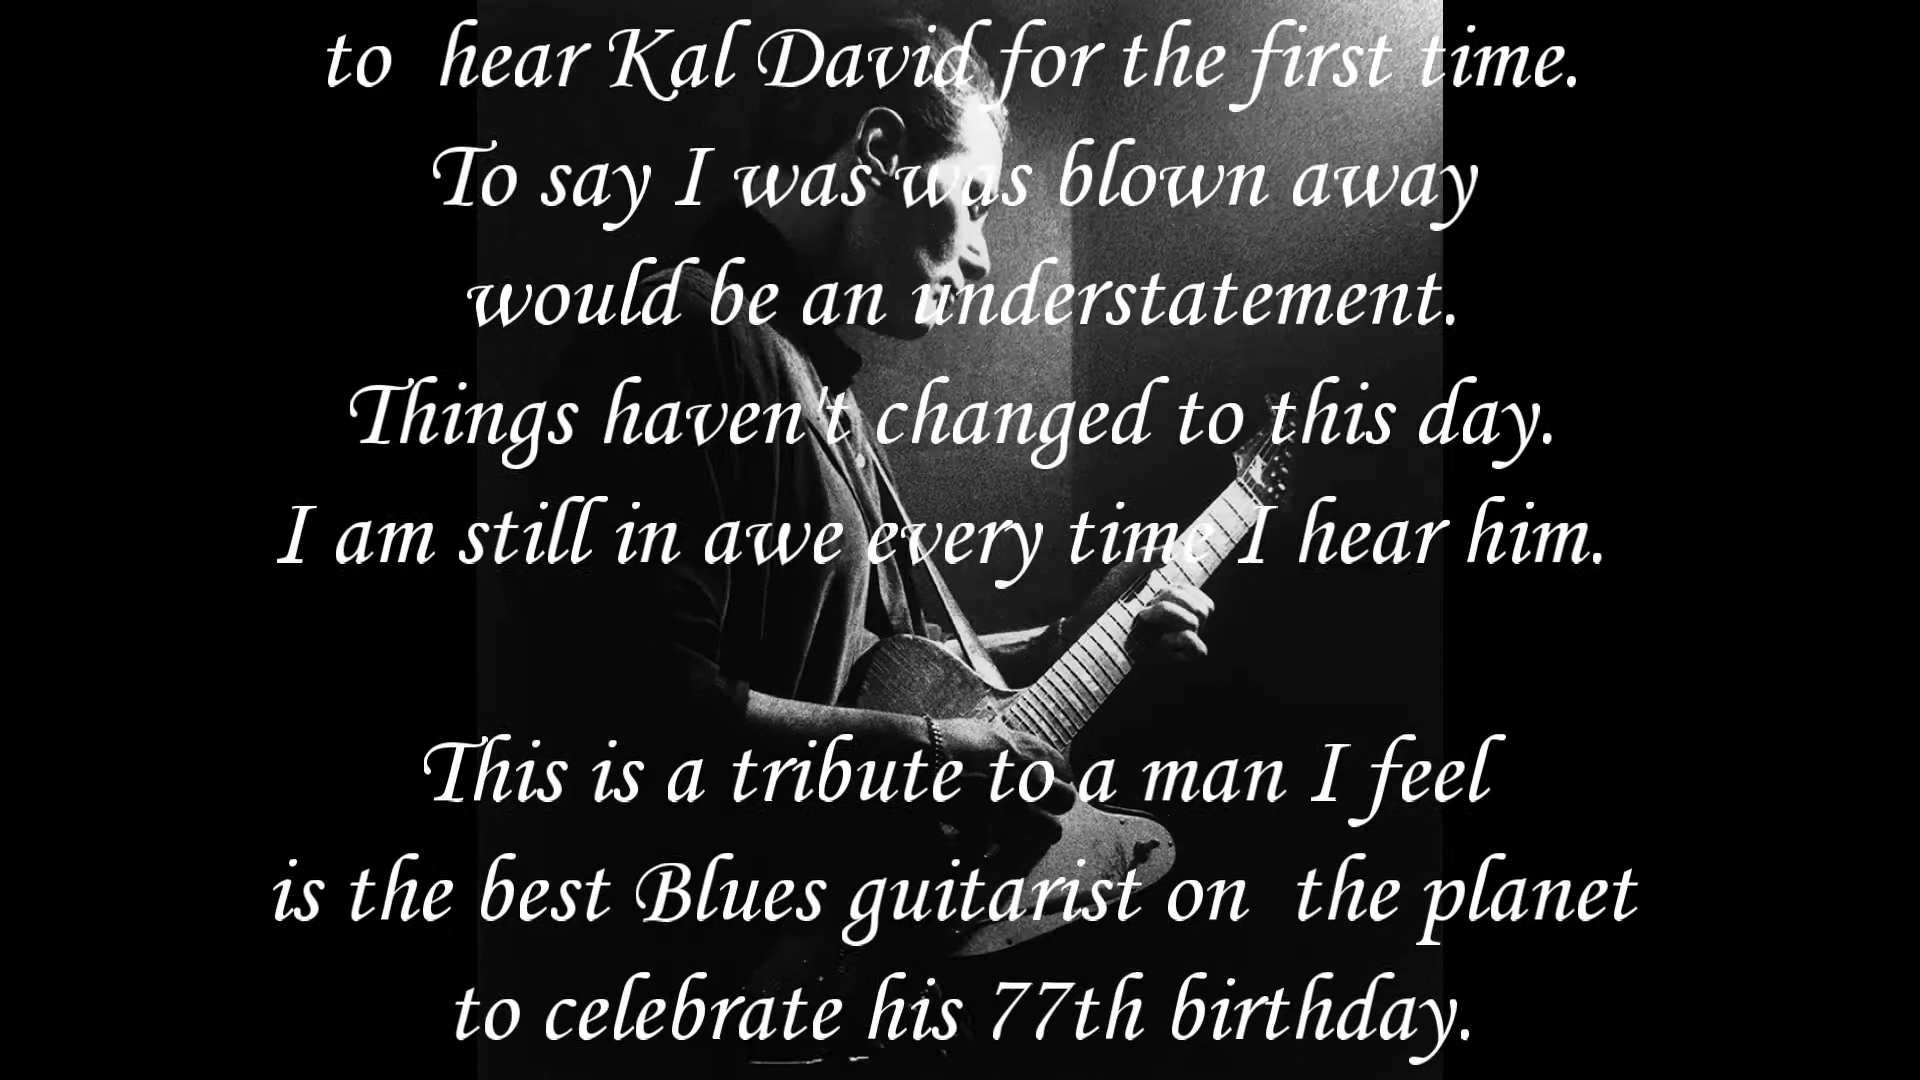 to  hear Kal David for the first time.
To say I was was blown away
would be an understatement.
Things haven't changed to this day.
I am still in awe every time I hear him.
This is a tribute to a man I feel
is the best Blues guitarist on  the planet
to celebrate his 77th birthday.